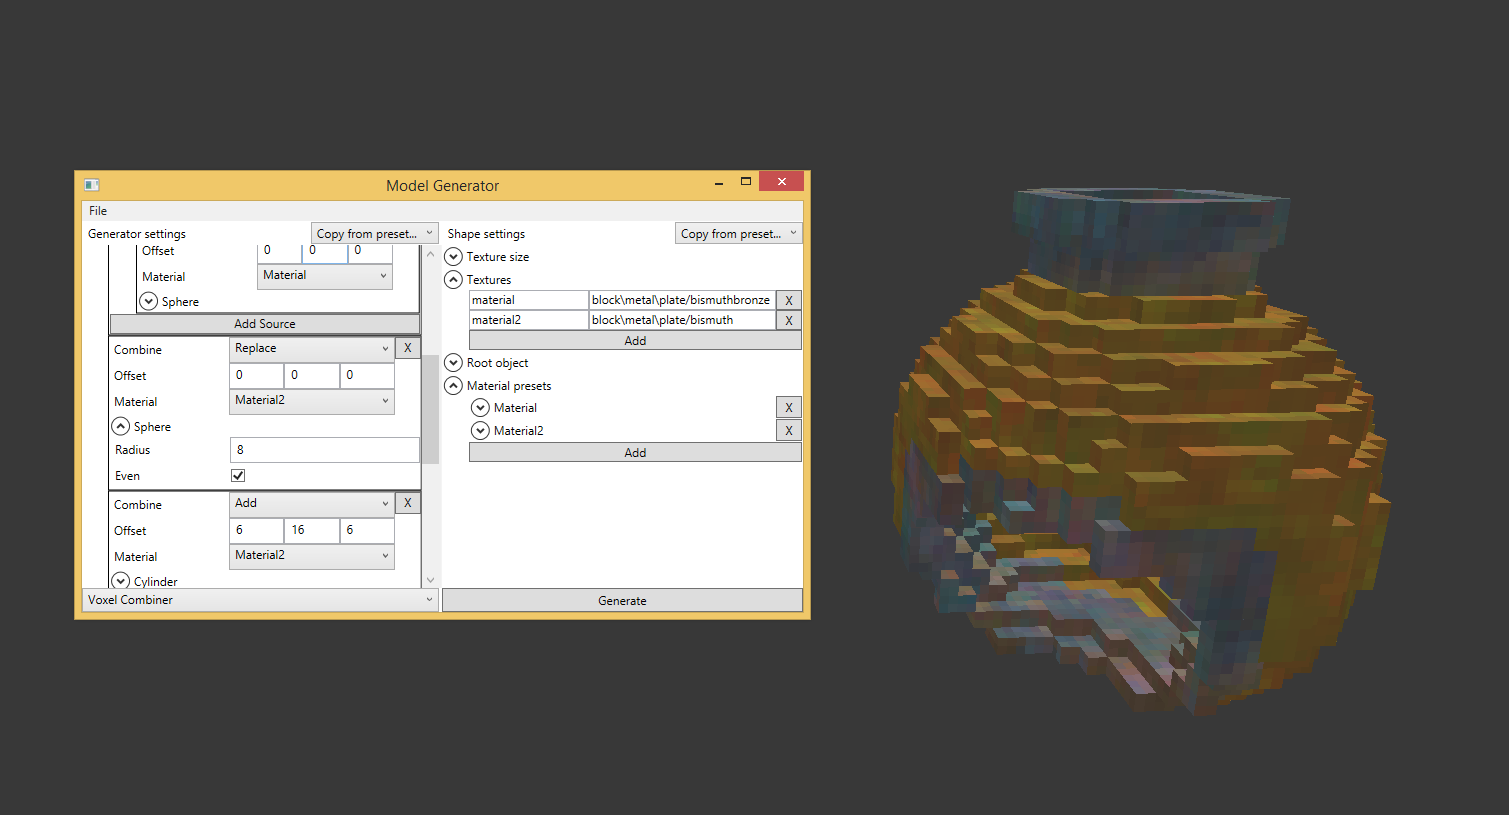 Model Generator
File
Generator settings
Copy from preset...
Offset
0
0
0
Material
Material
Sphere
Add Source
Combine
Replace
X
Offset
0
0
0
Material
Material2
Sphere
Radius
8
Even
Combine
Add
X
Offset
6
16
6
Material
Material2
Cylinder
Voxel Combiner
Shape settings
Copy from preset...
Texture size
Textures
material
block\metal\plate/bismuthbronze
X
material2
block\metal\plate/bismuth
X
Add
Root object
Material presets
Material
X
Material2
X
Add
Generate